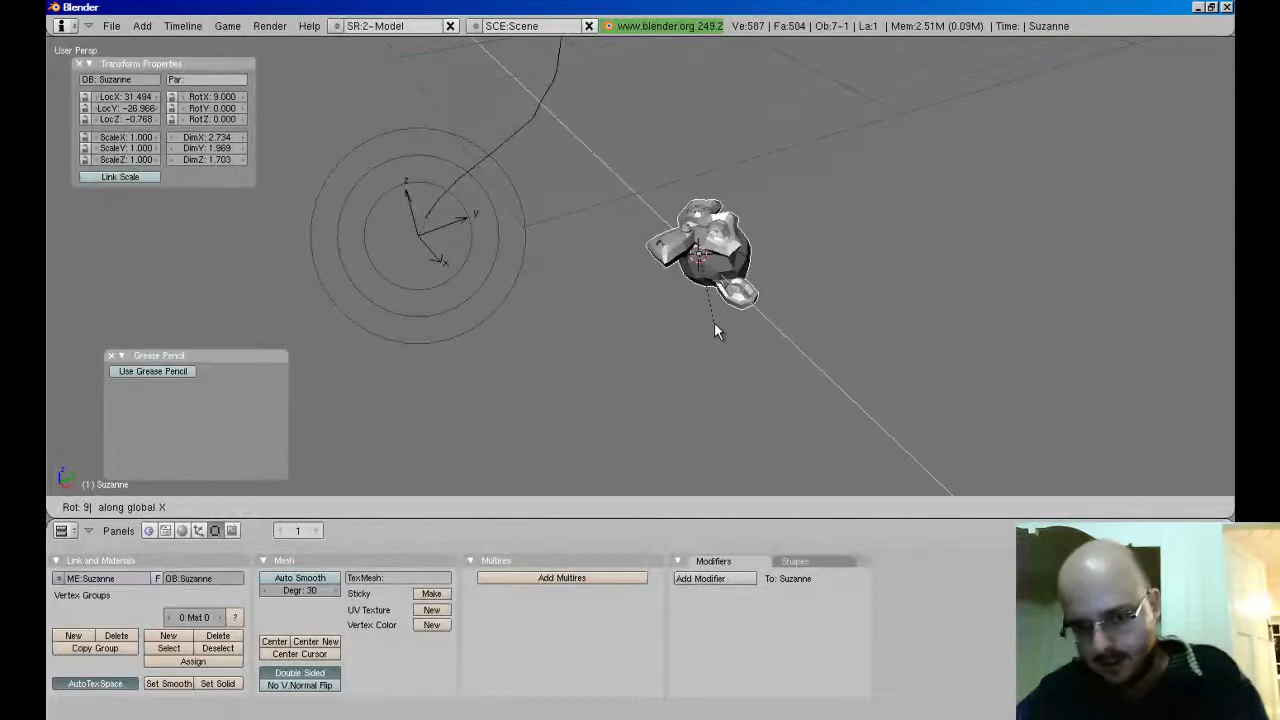 Blender
File Add Timeline Game Render Help SR:2-Model SCE:Scene www.blender.org 249.2 Ve:587 | Fa:504 | Ob:7-1 | La:1 | Mem:2.51M (0.09M) | Time: | Suzanne
User Persp
Transform Properties
OB: Suzanne Par:
LocX: 31.494 RotX: 9.000
LocY: -26.966 RotY: 0.000
LocZ: -0.768 RotZ: 0.000
ScaleX: 1.000 DimX: 2.734
ScaleY: 1.000 DimY: 1.969
ScaleZ: 1.000 DimZ: 1.703
Link Scale
z
y
x
Grease Pencil
Use Grease Pencil
z
(1) Suzanne
Rot: 9| along global X
Panels 1
Link and Materials Mesh Multires Modifiers Shapes
ME:Suzanne F OB:Suzanne Auto Smooth TexMesh: Add Multires Add Modifier To: Suzanne
Vertex Groups Degr: 30 Sticky Make
0 Mat 0 ? UV Texture New
Vertex Color New
New Delete New Delete Center Center New
Copy Group Select Deselect Center Cursor
Assign
Double Sided
AutoTexSpace Set Smooth Set Solid No V.Normal Flip